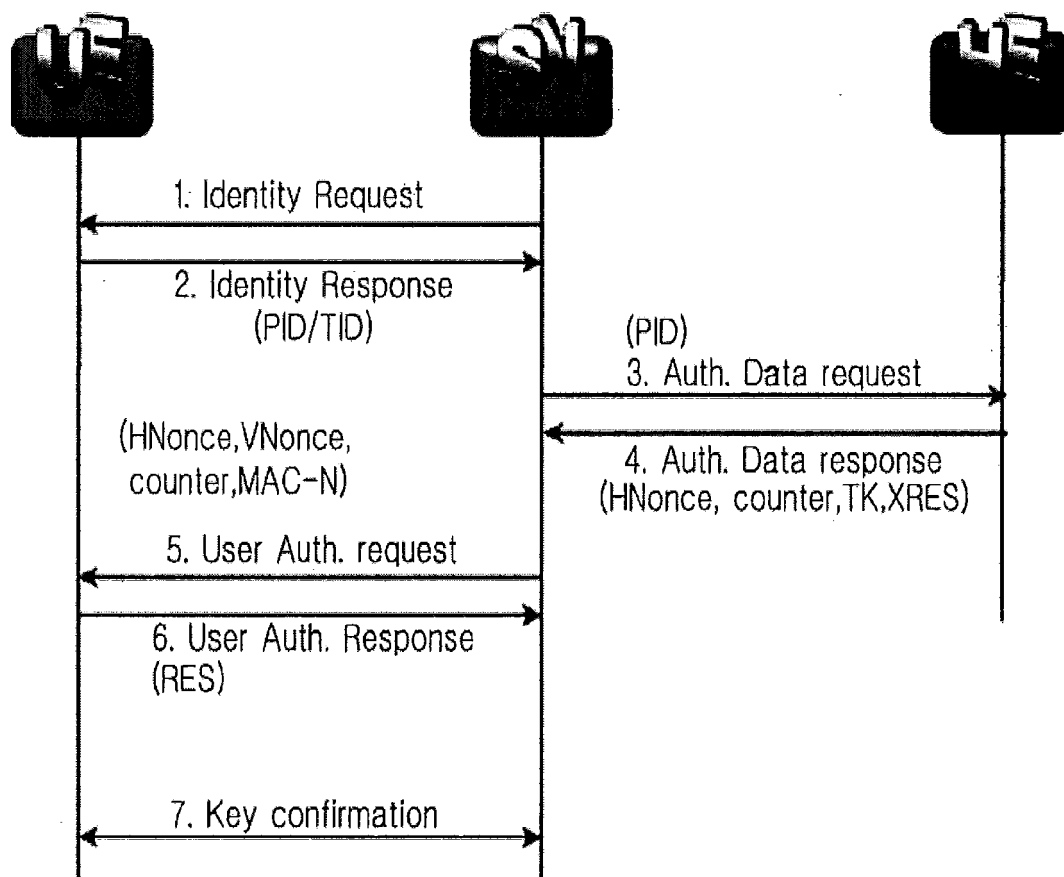 UE
SN
1. Identity Request
2. Identity Response
(PID/TID)
(PID)
3. Auth. Data request
4. Auth. Data response
(HNonce, counter,TK,XRES)
(HNonce,VNonce,
counter,MAC-N)
5. User Auth. request
6. User Auth. Response
(RES)
7. Key confirmation